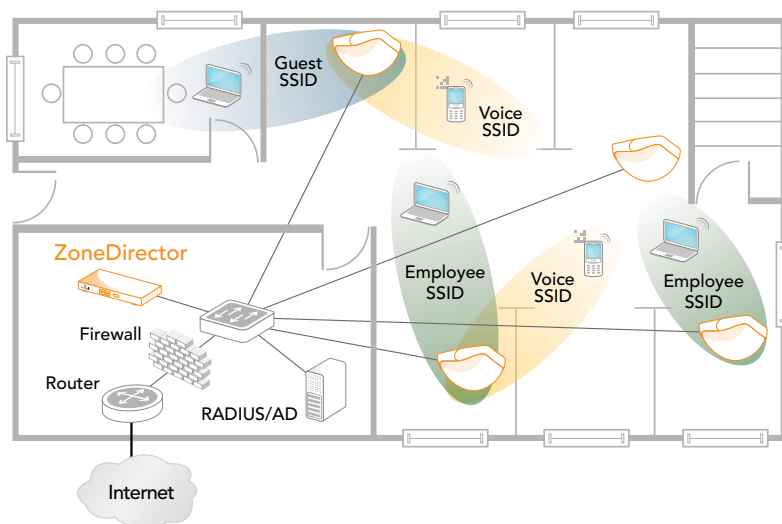 Guest
SSID
Voice
SSID
ZoneDirector
Employee
SSID
Voice
SSID
Employee
SSID
Firewall
Router
RADIUS/AD
Internet